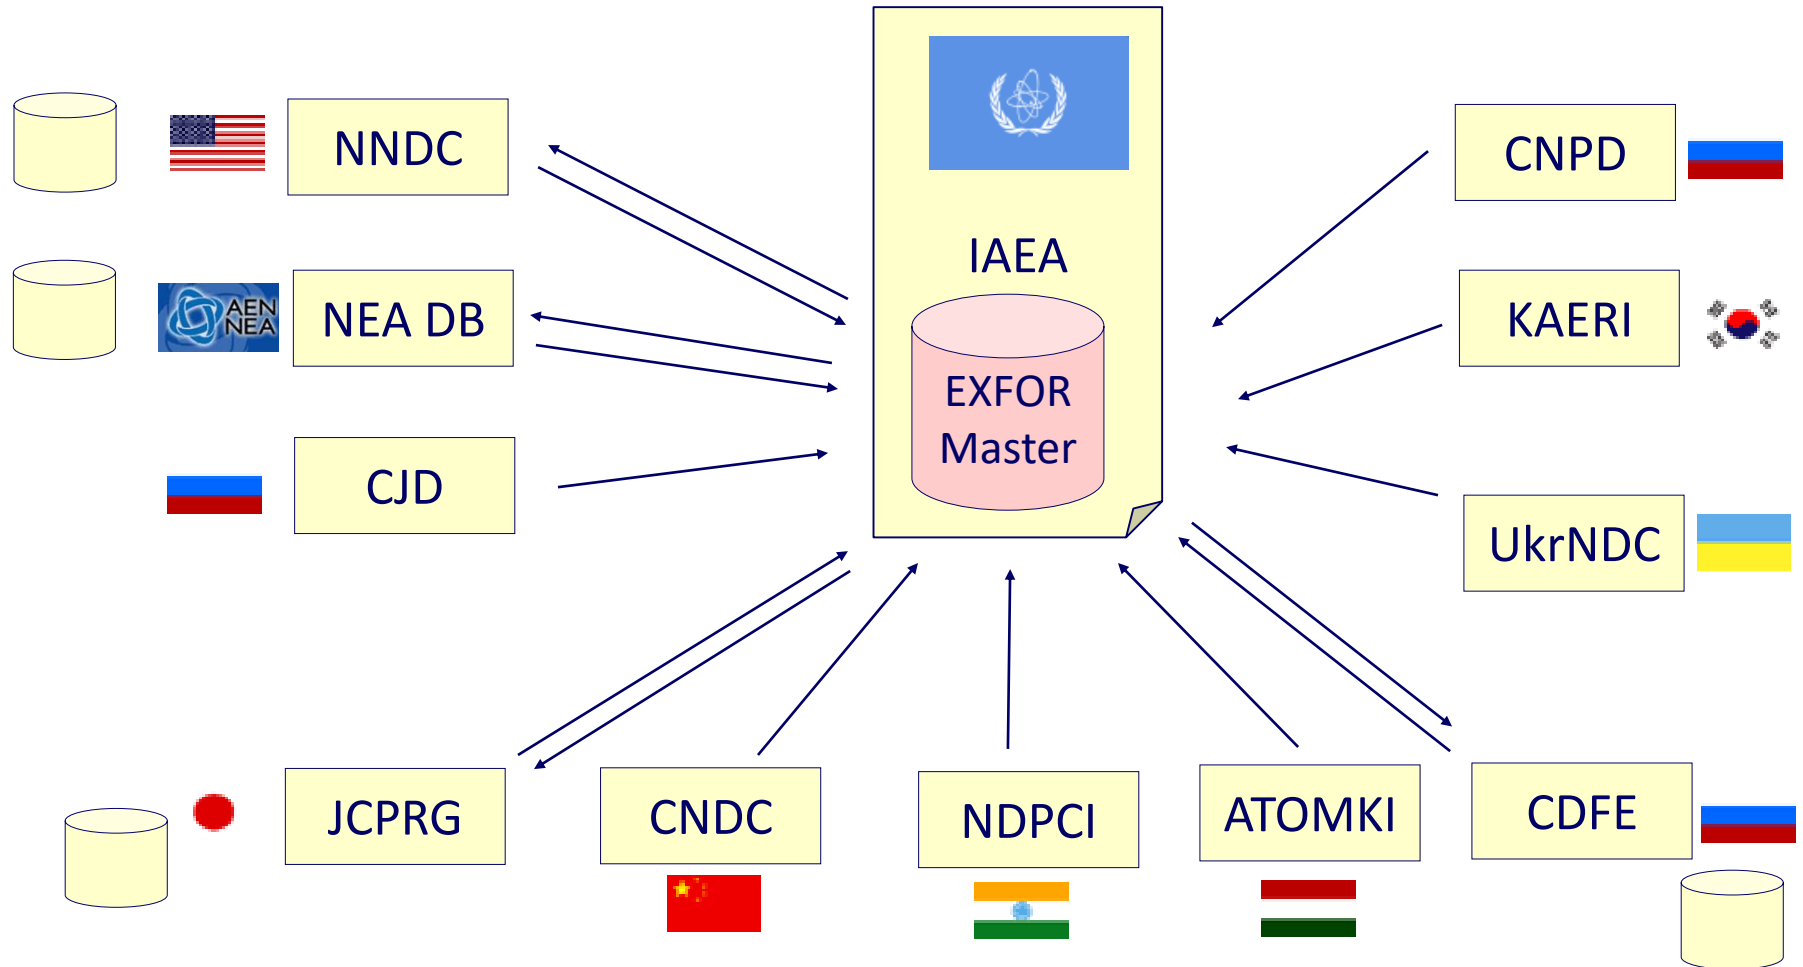 NNDC
IAEA
CNPD
AEN
NEA
NEA DB
KAERI
EXFOR
Master
CJD
UkrNDC
JCPRG
CNDC
NDPCI
ATOMKI
CDFE